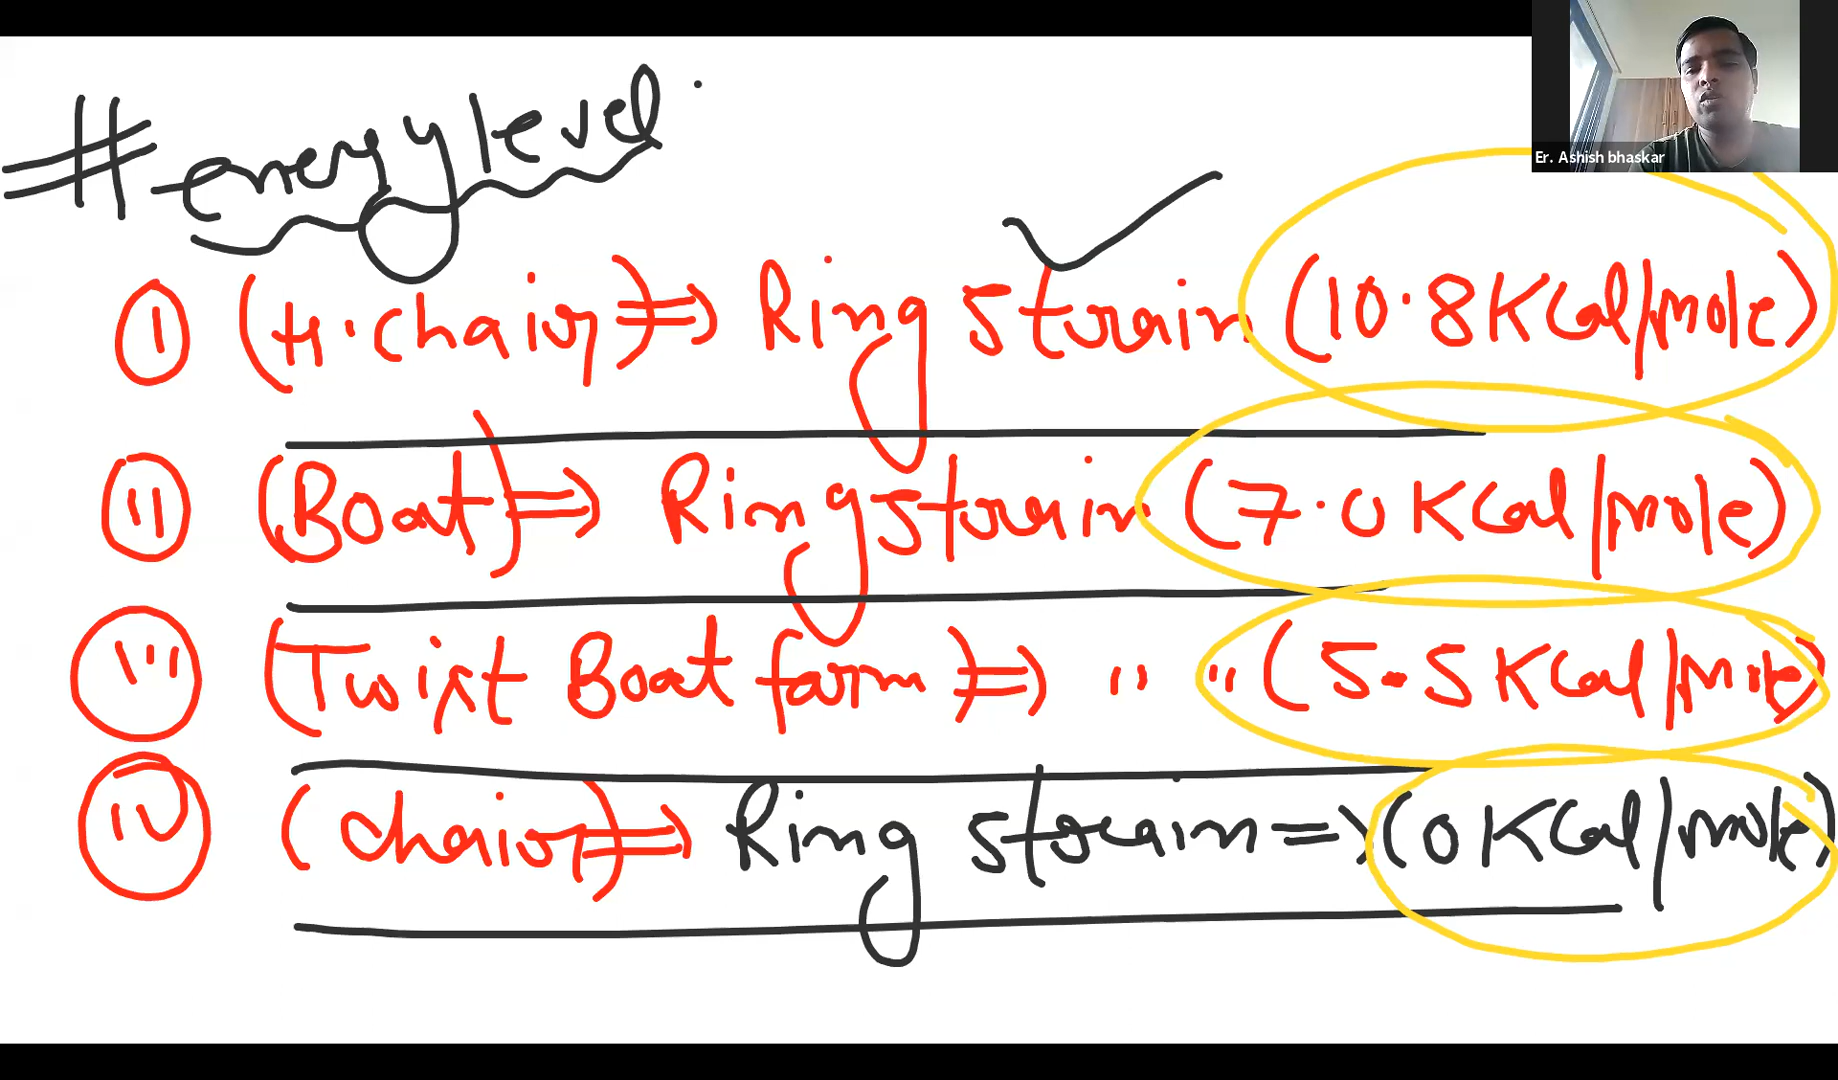 Er. Ashish bhaskar
# energy level
① (H.chair) ⇒ Ring Strain (10.8 KCal/mole)
(ii) (Boat) ⇒ Ring strain (7.0 KCal/mole)
(iii) (Twist Boat farm) ⇒ " " (5.5 KCal/mole)
(iv) (chair) ⇒ Ring strain ⇒ (0 KCal/mole)